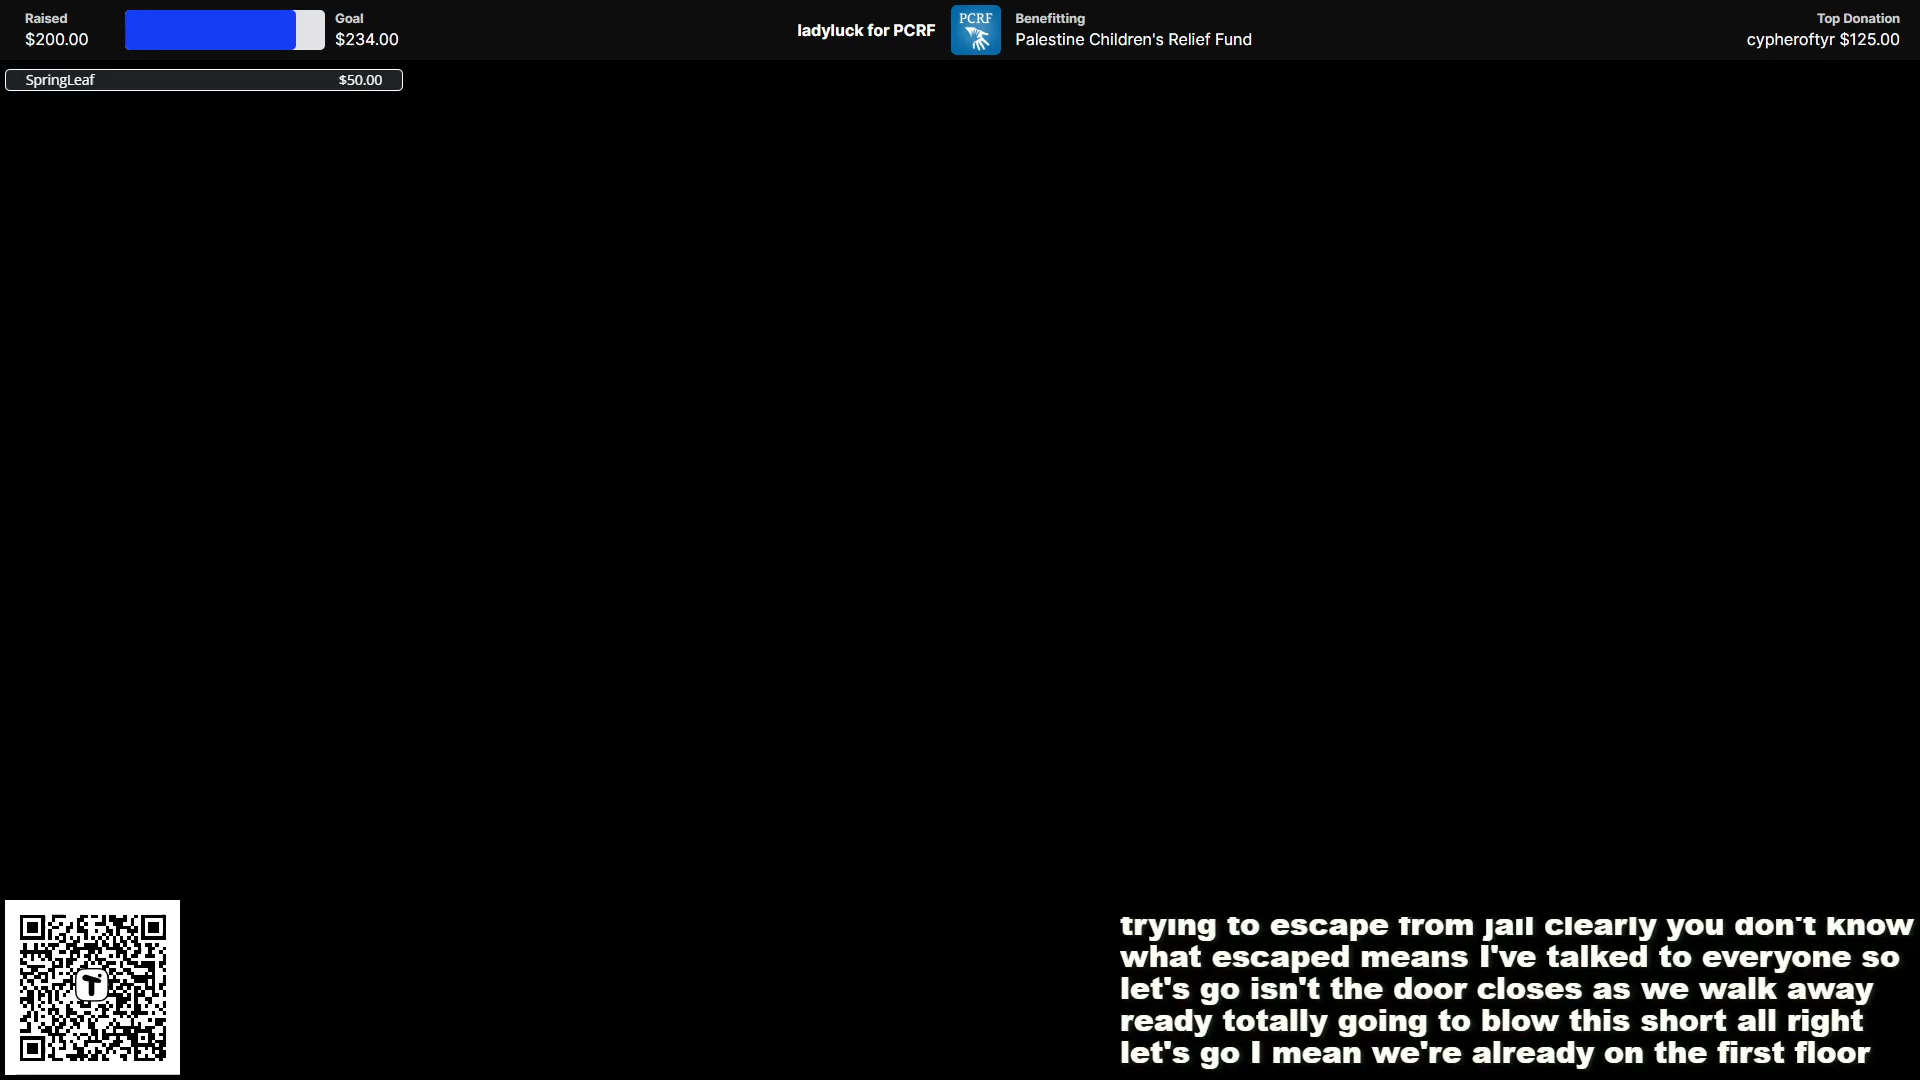 Raised
$200.00
Goal
$234.00
ladyluck for PCRF
PCRF
Benefitting
Palestine Children's Relief Fund
Top Donation
cypheroftyr $125.00
SpringLeaf $50.00
trying to escape from jail clearly you don't know
what escaped means I've talked to everyone so
let's go isn't the door closes as we walk away
ready totally going to blow this short all right
let's go I mean we're already on the first floor